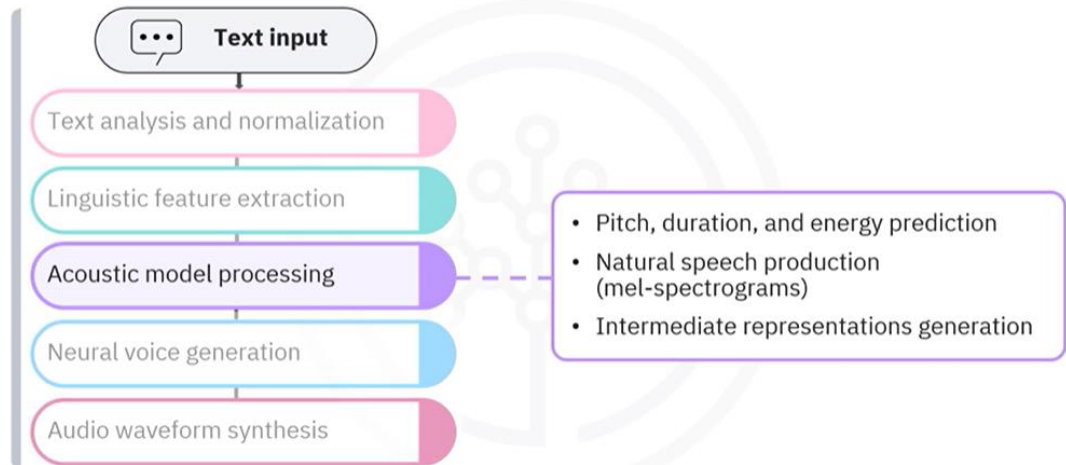 Text input
Text analysis and normalization
Linguistic feature extraction
Acoustic model processing
• Pitch, duration, and energy prediction
• Natural speech production
(mel-spectrograms)
• Intermediate representations generation
Neural voice generation
Audio waveform synthesis